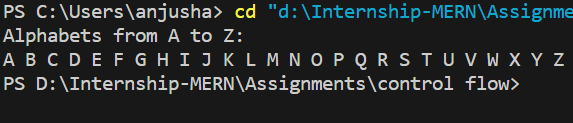 PS C:\Users\anjusha> cd "d:\Internship-MERN\Assignme
Alphabets from A to Z:
A B C D E F G H I J K L M N O P Q R S T U V W X Y Z
PS D:\Internship-MERN\Assignments\control flow>